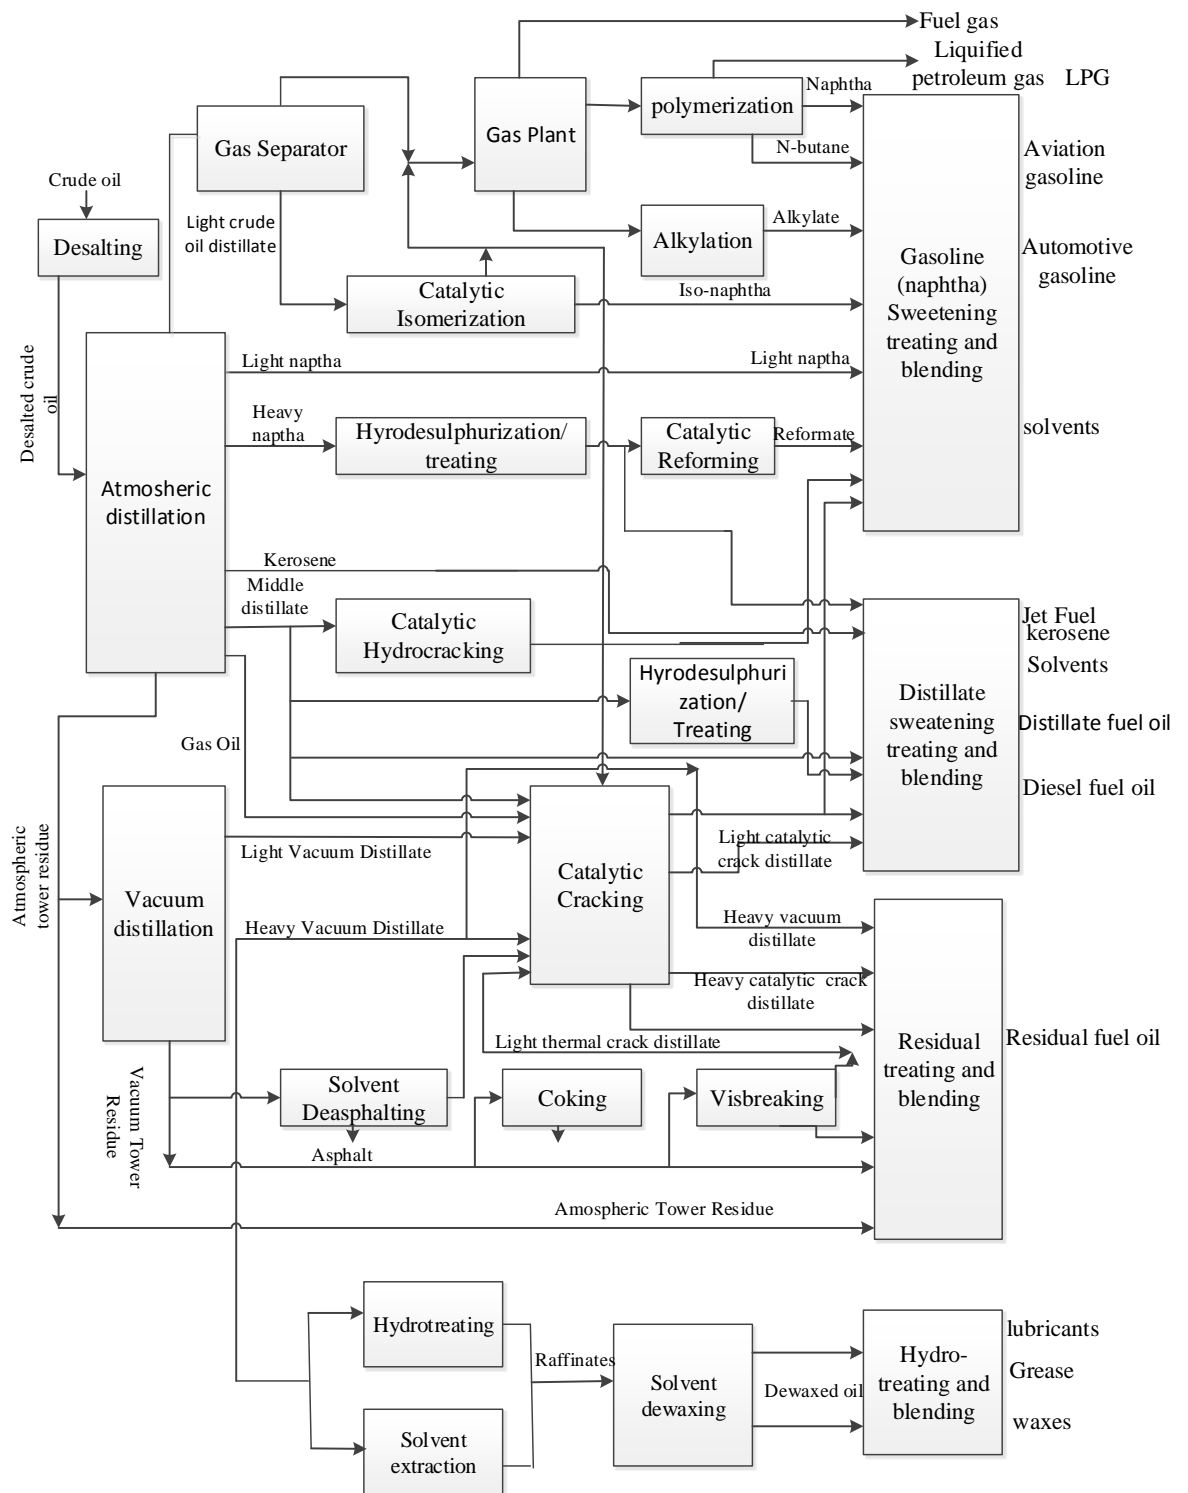 Fuel gas
Liquified
petroleum gas LPG
Naphtha
polymerization
Gas Plant
Gas Separator
N-butane
Aviation
gasoline
Crude oil
Desalting
Light crude
oil distillate
Alkylation
Alkylate
Automotive
gasoline
Gasoline
(naphtha)
Sweetening
treating and
blending
Catalytic
Isomerization
Iso-naphtha
Light naptha
Light naptha
Desalted crude
oil
Heavy
naptha
Hyrodesulphurization/
treating
Catalytic
Reforming
Reformate
solvents
Atmosheric
distillation
Kerosene
Middle
distillate
Catalytic
Hydrocracking
Jet Fuel
kerosene
Solvents
Hyrodesulphuri
zation/
Treating
Distillate
sweatening
treating and
blending
Distillate fuel oil
Diesel fuel oil
Gas Oil
Atmospheric
tower residue
Vacuum
distillation
Light Vacuum Distillate
Catalytic
Cracking
Light catalytic
crack distillate
Heavy Vacuum Distillate
Heavy vacuum
distillate
Heavy catalytic crack
distillate
Light thermal crack distillate
Residual
treating and
blending
Residual fuel oil
Vacuum Tower
Residue
Solvent
Deasphalting
Coking
Visbreaking
Asphalt
Amospheric Tower Residue
Hydrotreating
Raffinates
Solvent
dewaxing
Dewaxed oil
Hydro-
treating and
blending
lubricants
Grease
waxes
Solvent
extraction